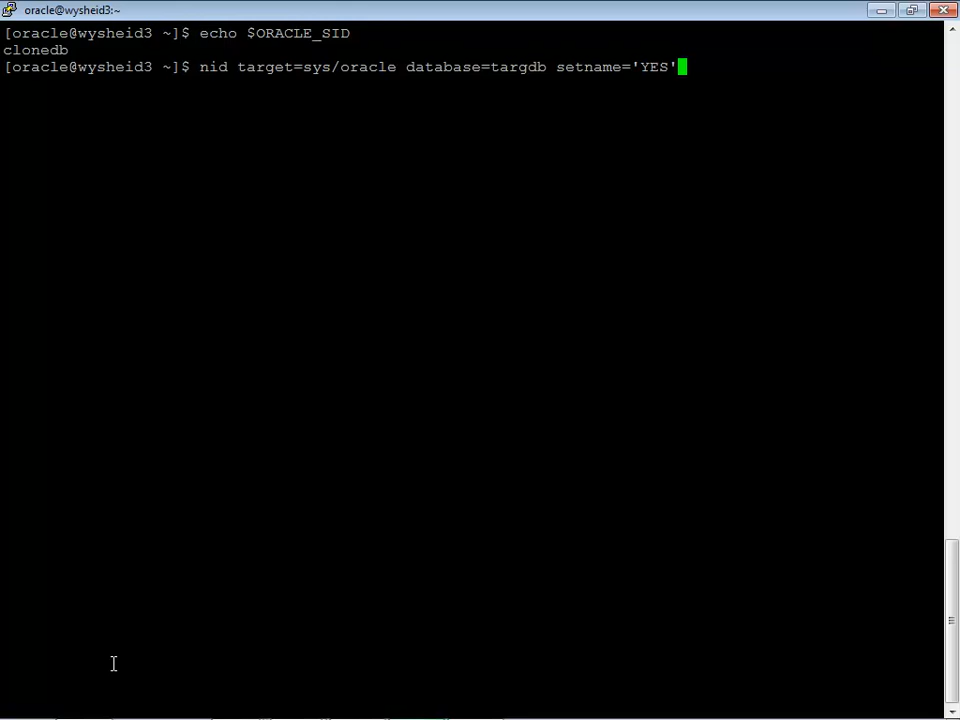 oracle@wysheid3:~
[oracle@wysheid3 ~]$ echo $ORACLE_SID
clonedb
[oracle@wysheid3 ~]$ nid target=sys/oracle database=targdb setname='YES'